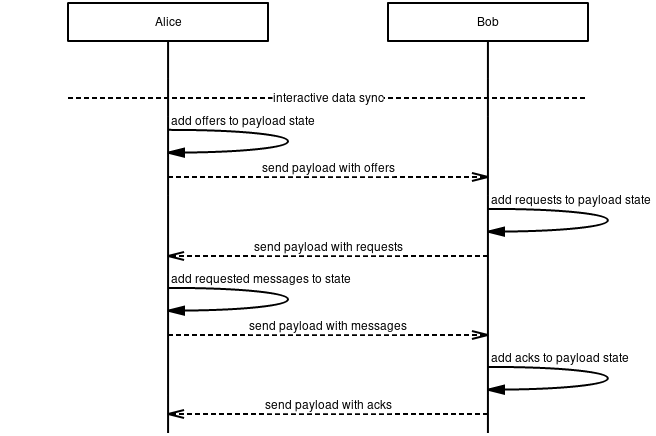 Alice
Bob
interactive data sync
add offers to payload state
send payload with offers
add requests to payload state
send payload with requests
add requested messages to state
send payload with messages
add acks to payload state
send payload with acks